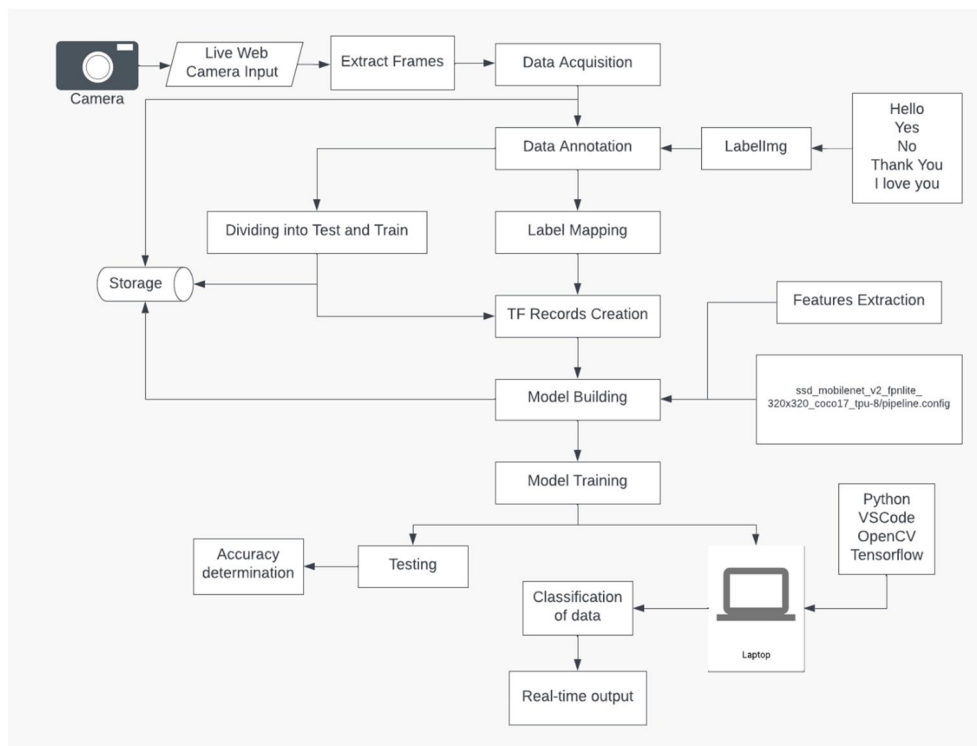 Live Web
Camera Input
Extract Frames
Data Acquisition
Camera
Hello
Yes
No
Thank You
I love you
LabelImg
Data Annotation
Dividing into Test and Train
Label Mapping
Storage
TF Records Creation
Features Extraction
Model Building
ssd_mobilenet_v2_fpnlite_
320x320_coco17_tpu-8/pipeline.config
Model Training
Python
VSCode
OpenCV
Tensorflow
Accuracy
determination
Testing
Classification
of data
Laptop
Real-time output